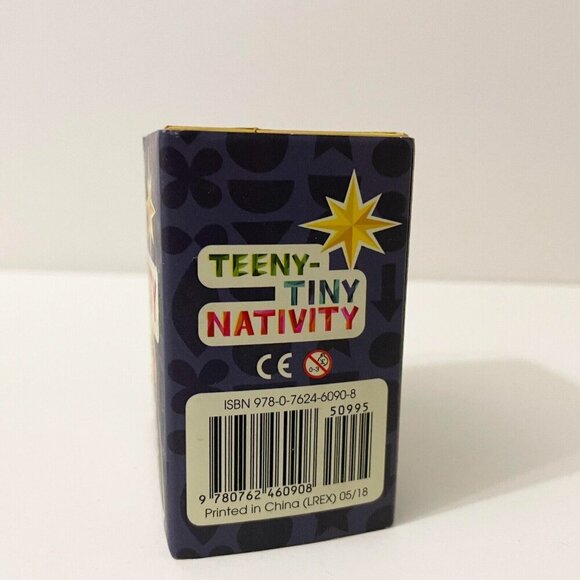 TEENY-
TINY
NATIVITY
CE 0-3
ISBN 978-0-7624-6090-8
50995
9 780762 460908
Printed in China (LREX) 05/18